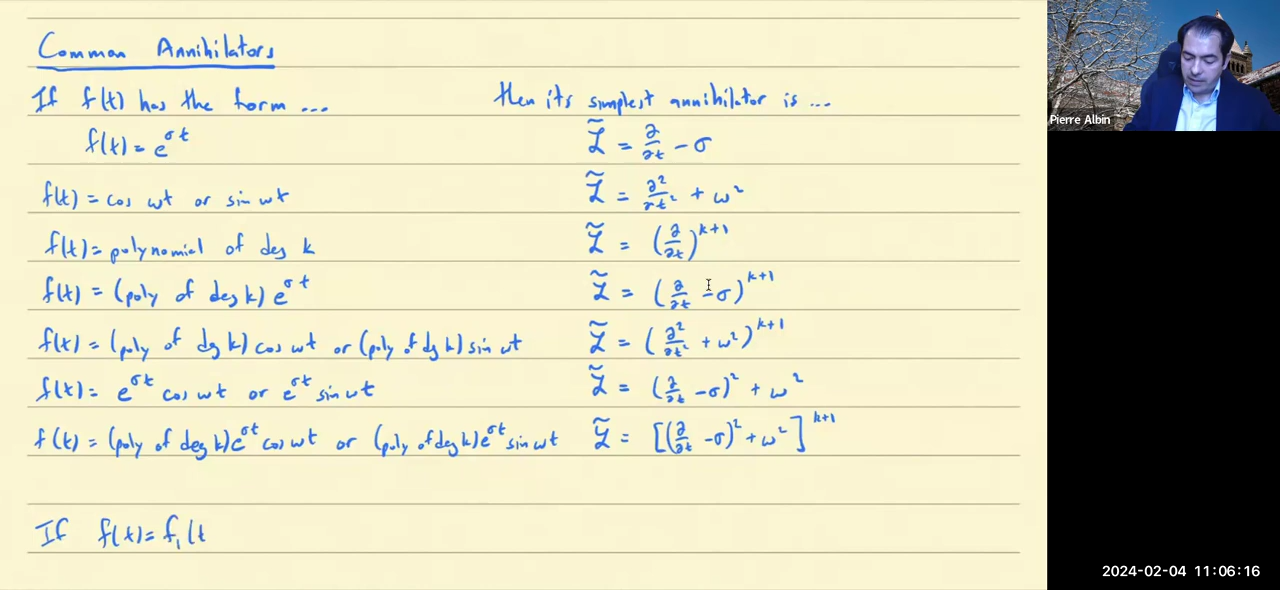 Common Annihilators
If f(t) has the form ... then its simplest annihilator is ...
f(t) = e^{σt} ℒ̃ = ∂/∂t − σ
f(t) = cos ωt or sin ωt ℒ̃ = ∂²/∂t² + ω²
f(t) = polynomial of deg k ℒ̃ = (∂/∂t)^{k+1}
f(t) = (poly of deg k) e^{σt} ℒ̃ = (∂/∂t − σ)^{k+1}
f(t) = (poly of deg k) cos ωt or (poly of deg k) sin ωt ℒ̃ = (∂²/∂t² + ω²)^{k+1}
f(t) = e^{σt} cos ωt or e^{σt} sin ωt ℒ̃ = (∂/∂t − σ)² + ω²
f(t) = (poly of deg k) e^{σt} cos ωt or (poly of deg k) e^{σt} sin ωt ℒ̃ = [(∂/∂t − σ)² + ω²]^{k+1}
If f(t) = f₁(t
Pierre Albin
2024-02-04 11:06:16